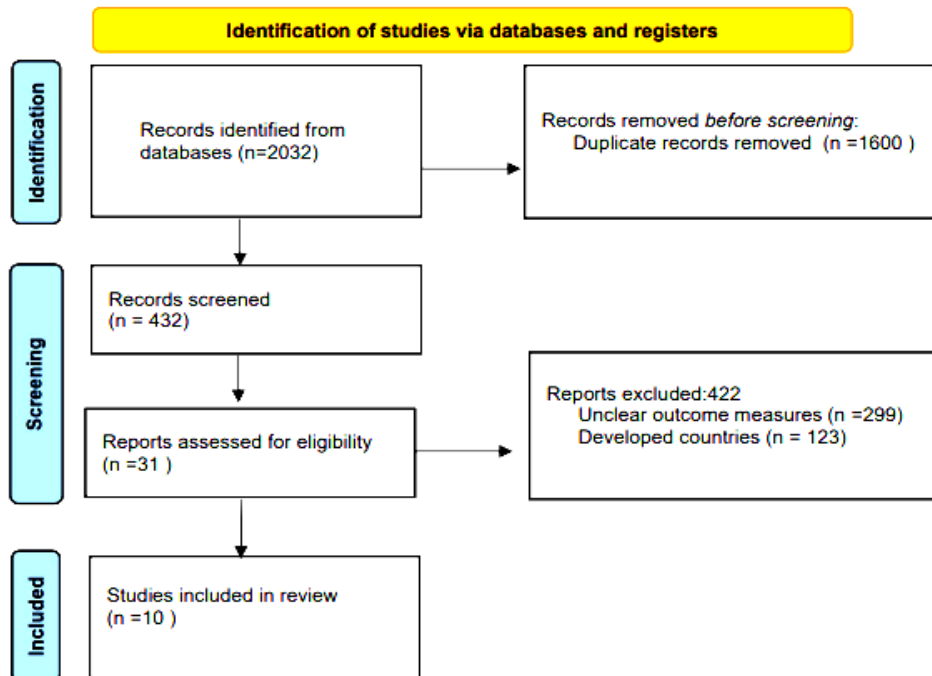 Identification of studies via databases and registers
Identification
Records identified from
databases (n=2032)
Records removed before screening:
Duplicate records removed (n =1600 )
Screening
Records screened
(n = 432)
Reports assessed for eligibility
(n =31 )
Reports excluded:422
Unclear outcome measures (n =299)
Developed countries (n = 123)
Included
Studies included in review
(n =10 )